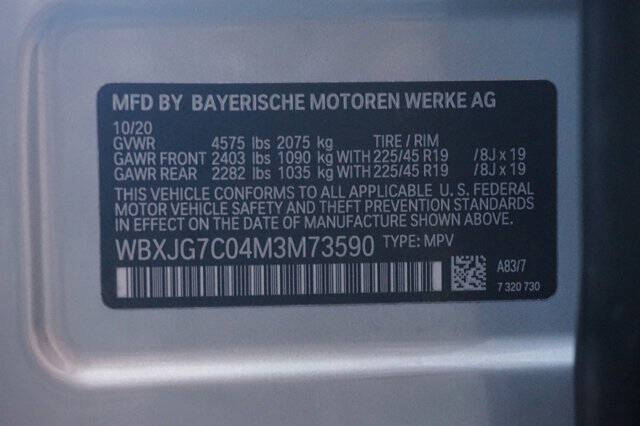 MFD BY BAYERISCHE MOTOREN WERKE AG
10/20
GVWR 4575 lbs 2075 kg TIRE / RIM
GAWR FRONT 2403 lbs 1090 kg WITH 225/45 R19 /8J x 19
GAWR REAR 2282 lbs 1035 kg WITH 225/45 R19 /8J x 19
THIS VEHICLE CONFORMS TO ALL APPLICABLE U. S. FEDERAL
MOTOR VEHICLE SAFETY AND THEFT PREVENTION STANDARDS
IN EFFECT ON THE DATE OF MANUFACTURE SHOWN ABOVE.
WBXJG7C04M3M73590 TYPE: MPV
A83/7
7 320 730